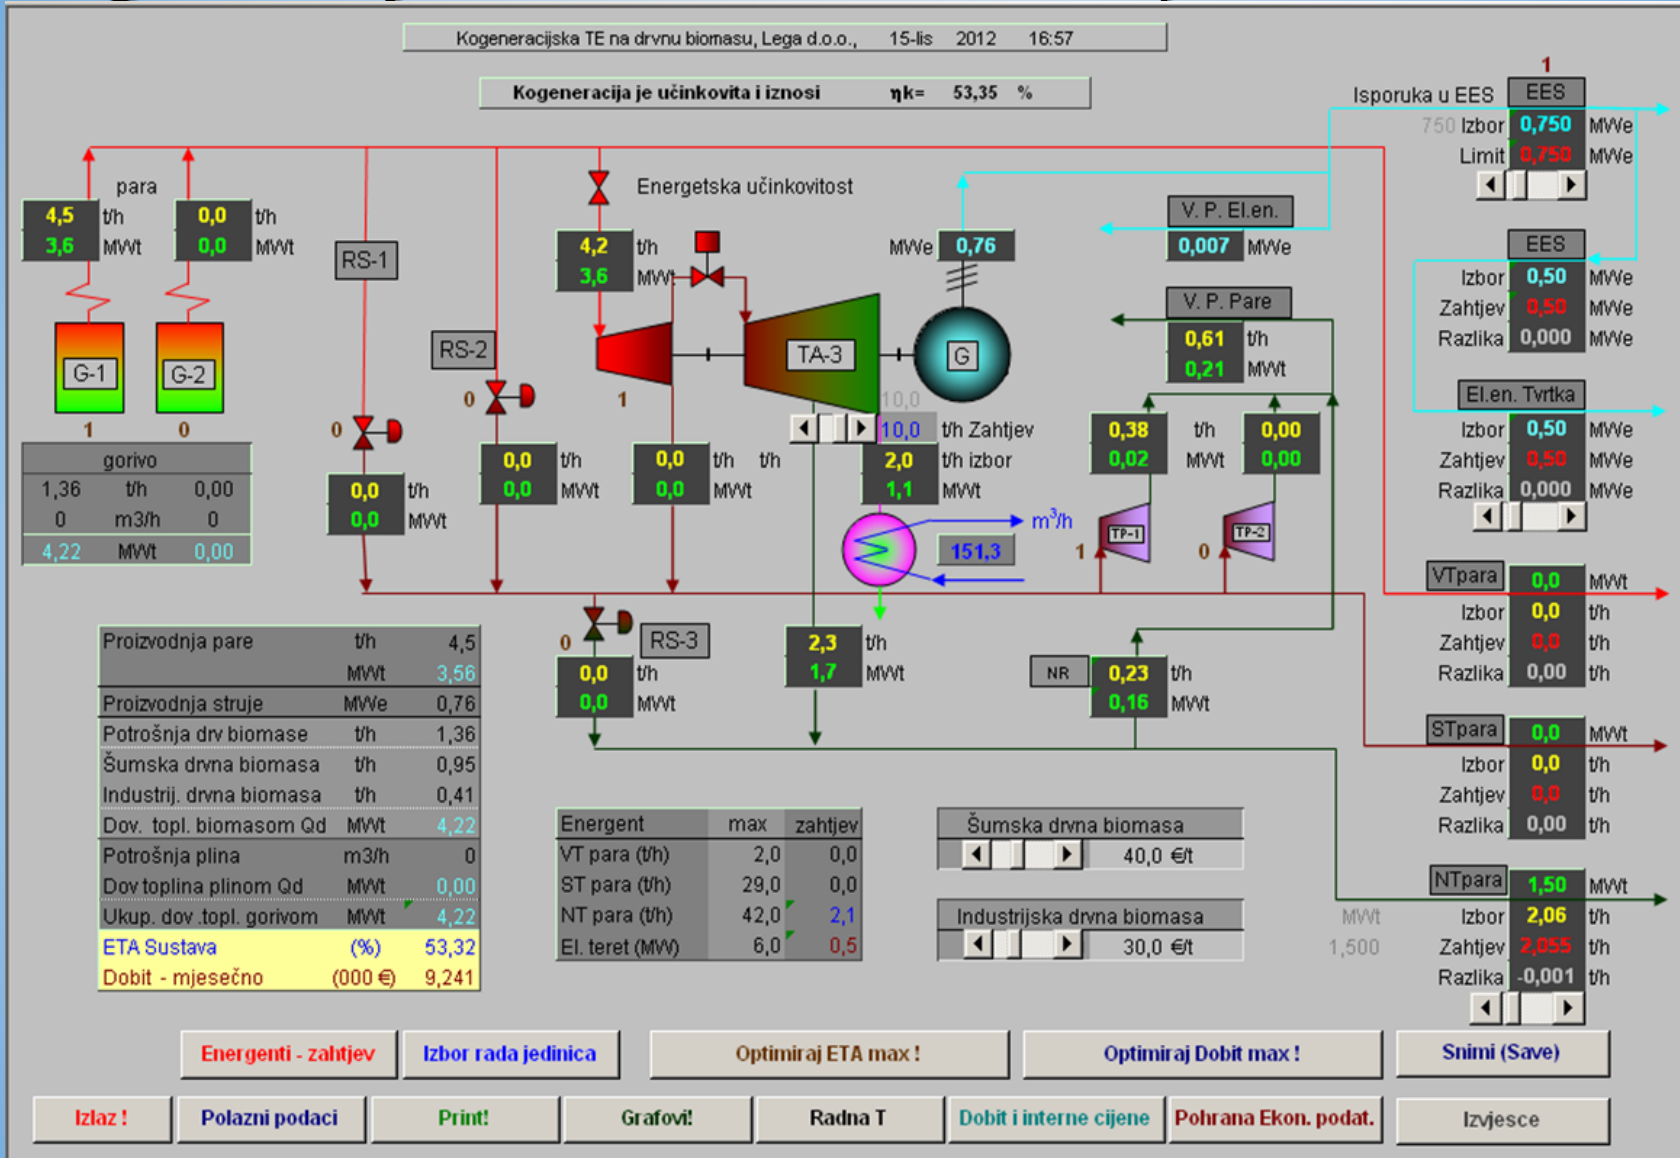 Kogeneracijska TE na drvnu biomasu, Lega d.o.o., 15-lis 2012 16:57
Kogeneracija je učinkovita i iznosi ηk= 53,35 %
1
Isporuka u EES EES
750 Izbor 0,750 MWe
Limit 0,750 MWe
para
4,5 t/h 0,0 t/h
3,6 MWt 0,0 MWt
RS-1
Energetska učinkovitost
4,2 t/h
3,6 MWt
MWe 0,76
V. P. El.en.
0,007 MWe
EES
Izbor 0,50 MWe
Zahtjev 0,50 MWe
Razlika 0,000 MWe
V. P. Pare
0,61 t/h
0,21 MWt
RS-2
TA-3
G
G-1 G-2
1 0
0
0
1
El.en. Tvrtka
Izbor 0,50 MWe
Zahtjev 0,50 MWe
Razlika 0,000 MWe
10,0
10,0 t/h Zahtjev
2,0 t/h izbor
1,1 MWt
0,38 t/h 0,00
0,02 MWt 0,00
gorivo
1,36 t/h 0,00
0 m3/h 0
4,22 MWt 0,00
0,0 t/h
0,0 MWt
0,0 t/h
0,0 MWt
0,0 t/h t/h
0,0 MWt
m³/h
151,3
TP-1 TP-2
1 0
VTpara 0,0 MWt
Izbor 0,0 t/h
Zahtjev 0,0 t/h
Razlika 0,00 t/h
0 RS-3
0,0 t/h
0,0 MWt
2,3 t/h
1,7 MWt
NR 0,23 t/h
0,16 MWt
STpara 0,0 MWt
Izbor 0,0 t/h
Zahtjev 0,0 t/h
Razlika 0,00 t/h
Proizvodnja pare t/h 4,5
MWt 3,56
Proizvodnja struje MWe 0,76
Potrošnja drv biomase t/h 1,36
Šumska drvna biomasa t/h 0,95
Industrij. drvna biomasa t/h 0,41
Dov. topl. biomasom Qd MWt 4,22
Potrošnja plina m3/h 0
Dov toplina plinom Qd MWt 0,00
Ukup. dov .topl. gorivom MWt 4,22
ETA Sustava (%) 53,32
Dobit - mjesečno (000 €) 9,241
Energent max zahtjev
VT para (t/h) 2,0 0,0
ST para (t/h) 29,0 0,0
NT para (t/h) 42,0 2,1
El. teret (MW) 6,0 0,5
Šumska drvna biomasa
40,0 €/t
Industrijska drvna biomasa
30,0 €/t
NTpara 1,50 MWt
MWt Izbor 2,06 t/h
1,500 Zahtjev 2,055 t/h
Razlika -0,001 t/h
Energenti - zahtjev Izbor rada jedinica Optimiraj ETA max ! Optimiraj Dobit max ! Snimi (Save)
Izlaz ! Polazni podaci Print! Grafovi! Radna T Dobit i interne cijene Pohrana Ekon. podat. Izvjesce